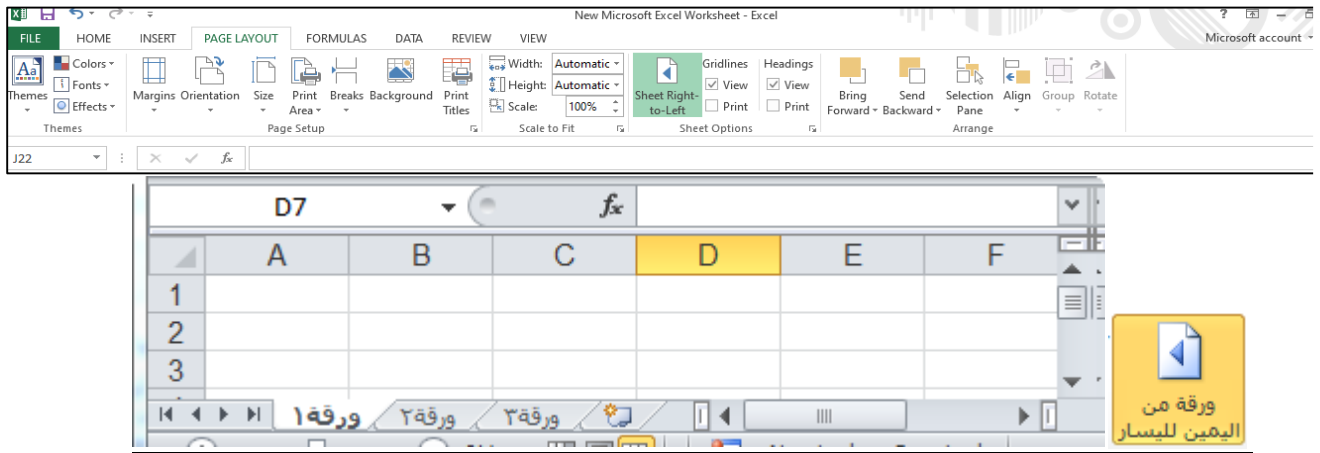 New Microsoft Excel Worksheet - Excel
FILE HOME INSERT PAGE LAYOUT FORMULAS DATA REVIEW VIEW Microsoft account
Colors Width: Automatic Gridlines Headings
Fonts Height: Automatic View View
Themes Effects Margins Orientation Size Print Area Breaks Background Print Titles Scale: 100% Sheet Right-to-Left Print Print Bring Forward Send Backward Selection Pane Align Group Rotate
Themes Page Setup Scale to Fit Sheet Options Arrange
J22 fx
D7 fx
A B C D E F
1
2
3
ورقة١ ورقة٢ ورقة٣
ورقة من
اليمين لليسار